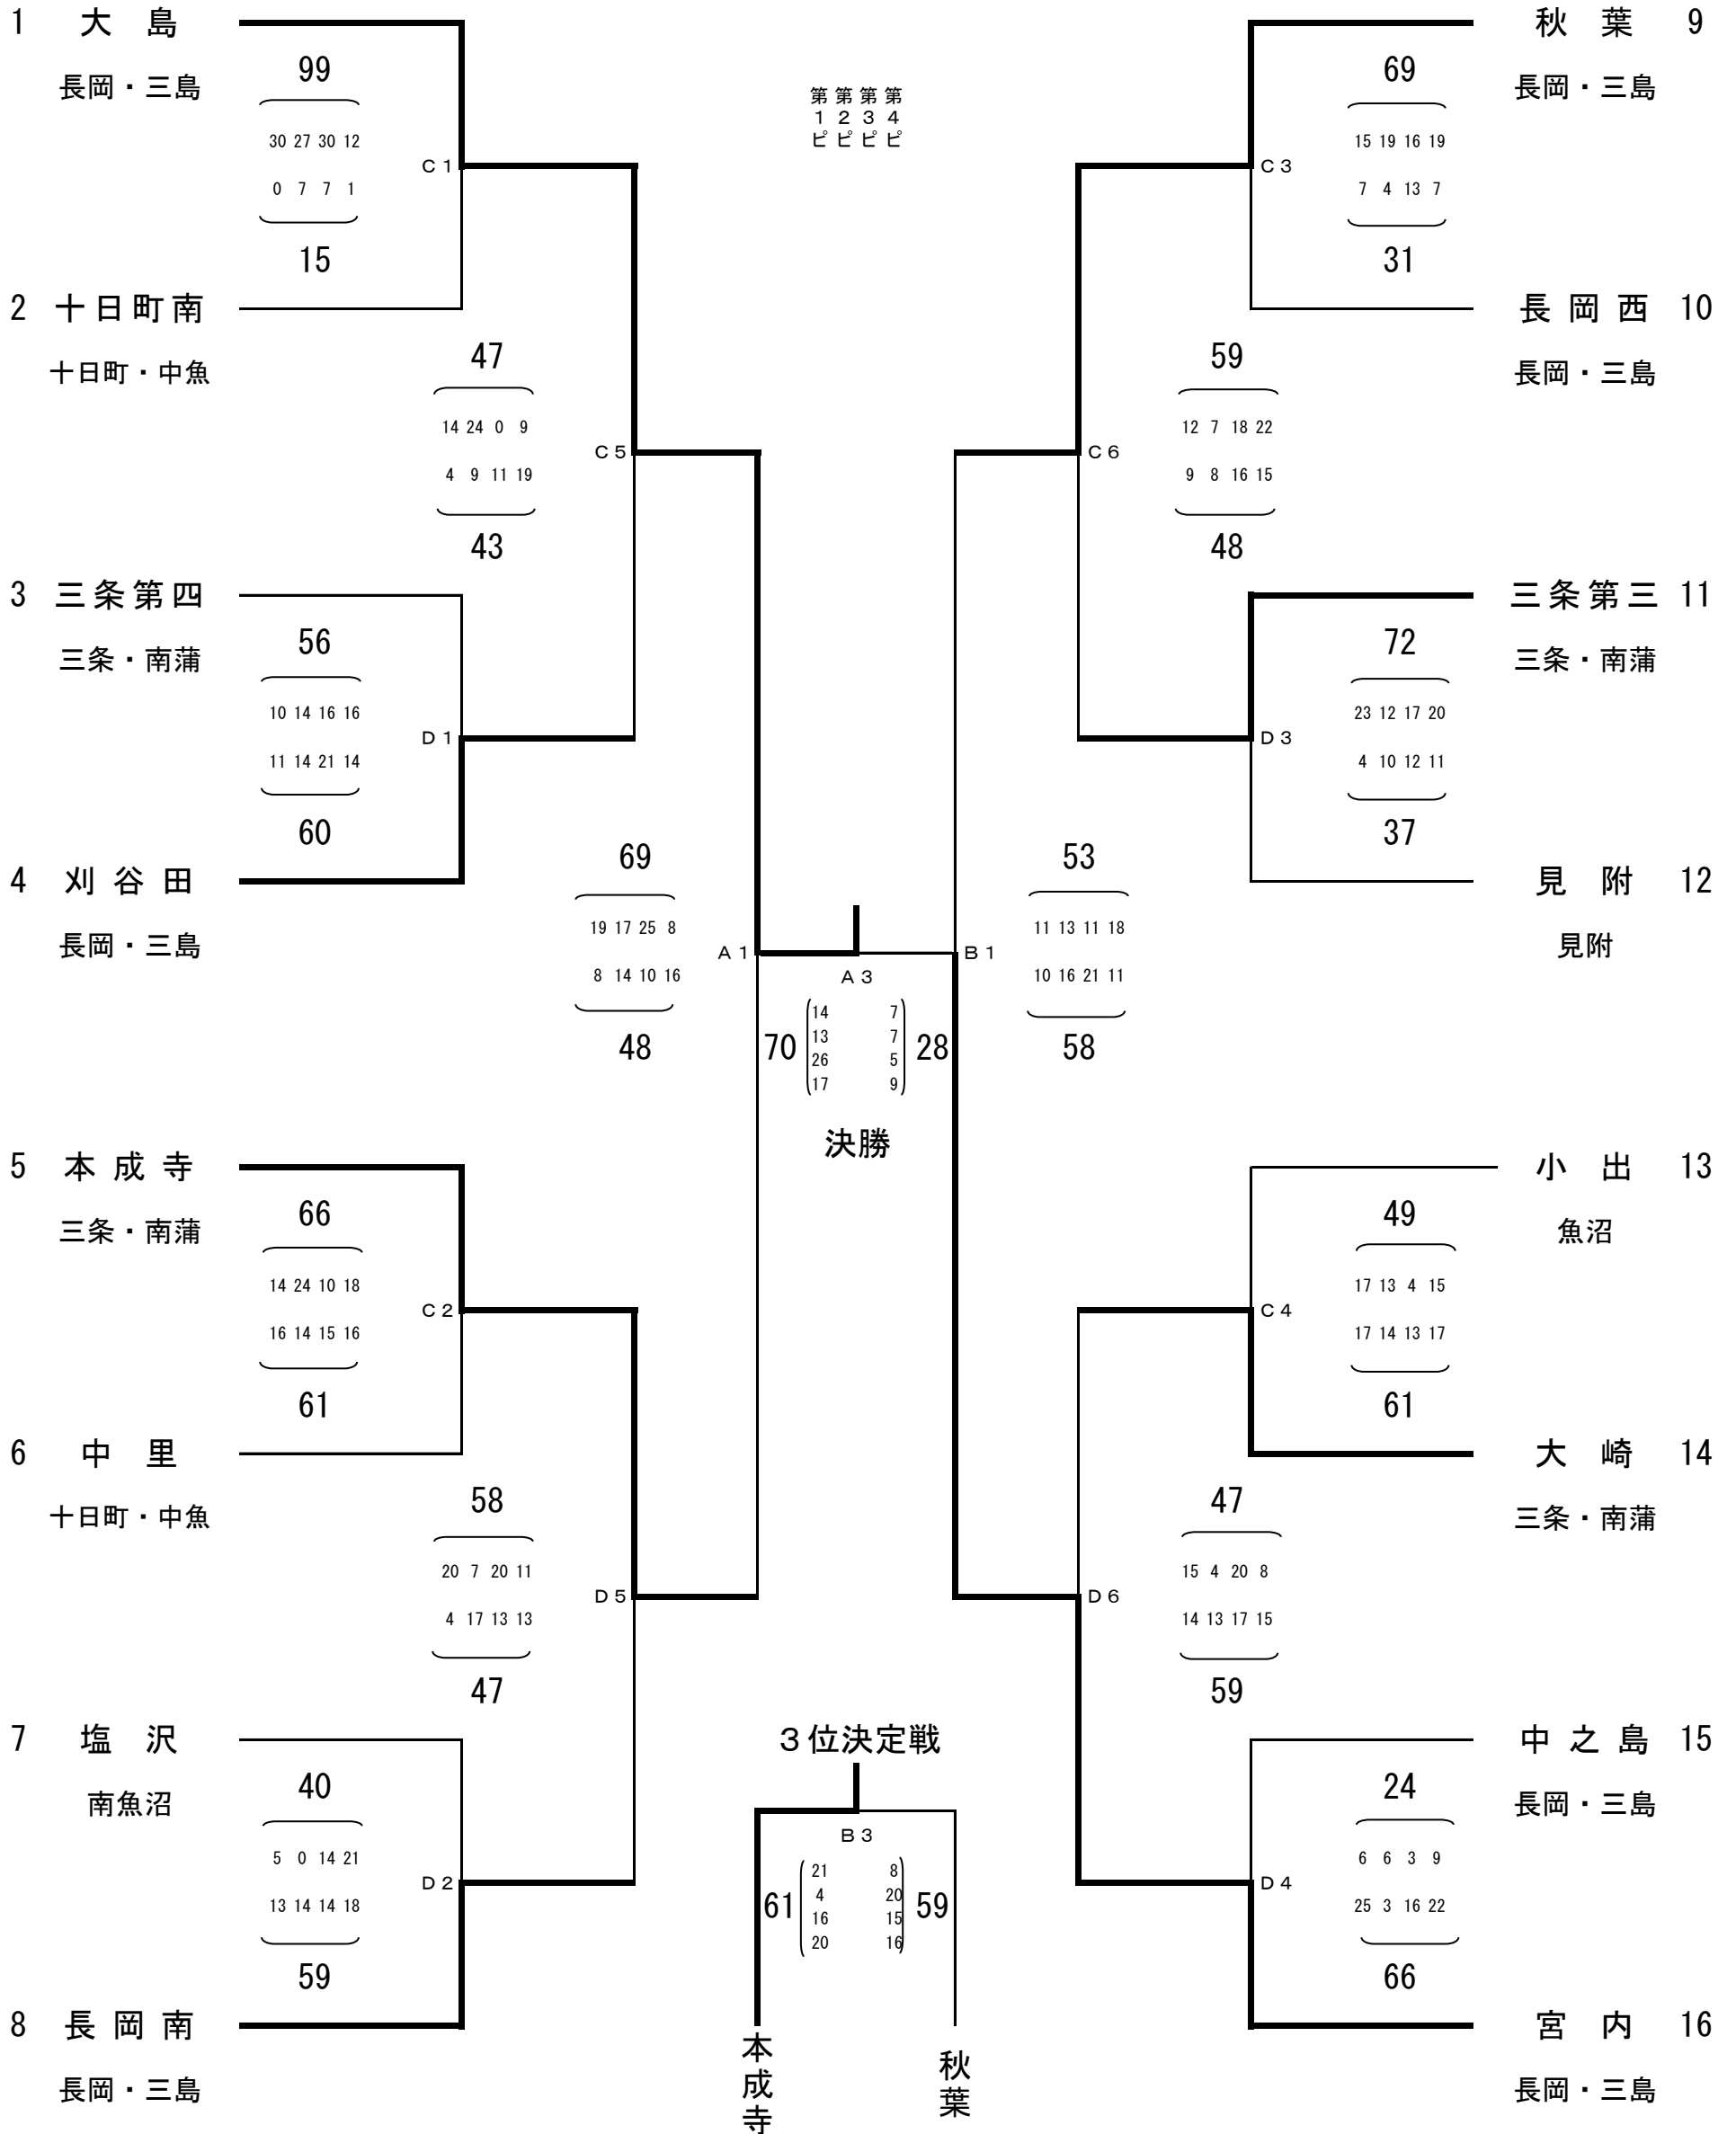 1 大島
長岡・三島
99
30 27 30 12
C1
0 7 7 1
15
2 十日町南
十日町・中魚
47
14 24 0 9
C5
4 9 11 19
43
3 三条第四
三条・南蒲
56
10 14 16 16
D1
11 14 21 14
60
4 刈谷田
長岡・三島
69
19 17 25 8
A1
8 14 10 16
48
5 本成寺
三条・南蒲
66
14 24 10 18
C2
16 14 15 16
61
6 中里
十日町・中魚
58
20 7 20 11
D5
4 17 13 13
47
7 塩沢
南魚沼
40
5 0 14 21
D2
13 14 14 18
59
8 長岡南
長岡・三島
第1ピ
第2ピ
第3ピ
第4ピ
A3
14 7
13 7
70 28
26 5
17 9
決勝
3位決定戦
B3
21 8
4 20
61 59
16 15
20 16
本成寺
秋葉
秋葉 9
長岡・三島
69
15 19 16 19
C3
7 4 13 7
31
長岡西 10
長岡・三島
59
12 7 18 22
C6
9 8 16 15
48
三条第三 11
三条・南蒲
72
23 12 17 20
D3
4 10 12 11
37
見附 12
見附
53
11 13 11 18
B1
10 16 21 11
58
小出 13
魚沼
49
17 13 4 15
C4
17 14 13 17
61
大崎 14
三条・南蒲
47
15 4 20 8
D6
14 13 17 15
59
中之島 15
長岡・三島
24
6 6 3 9
D4
25 3 16 22
66
宮内 16
長岡・三島